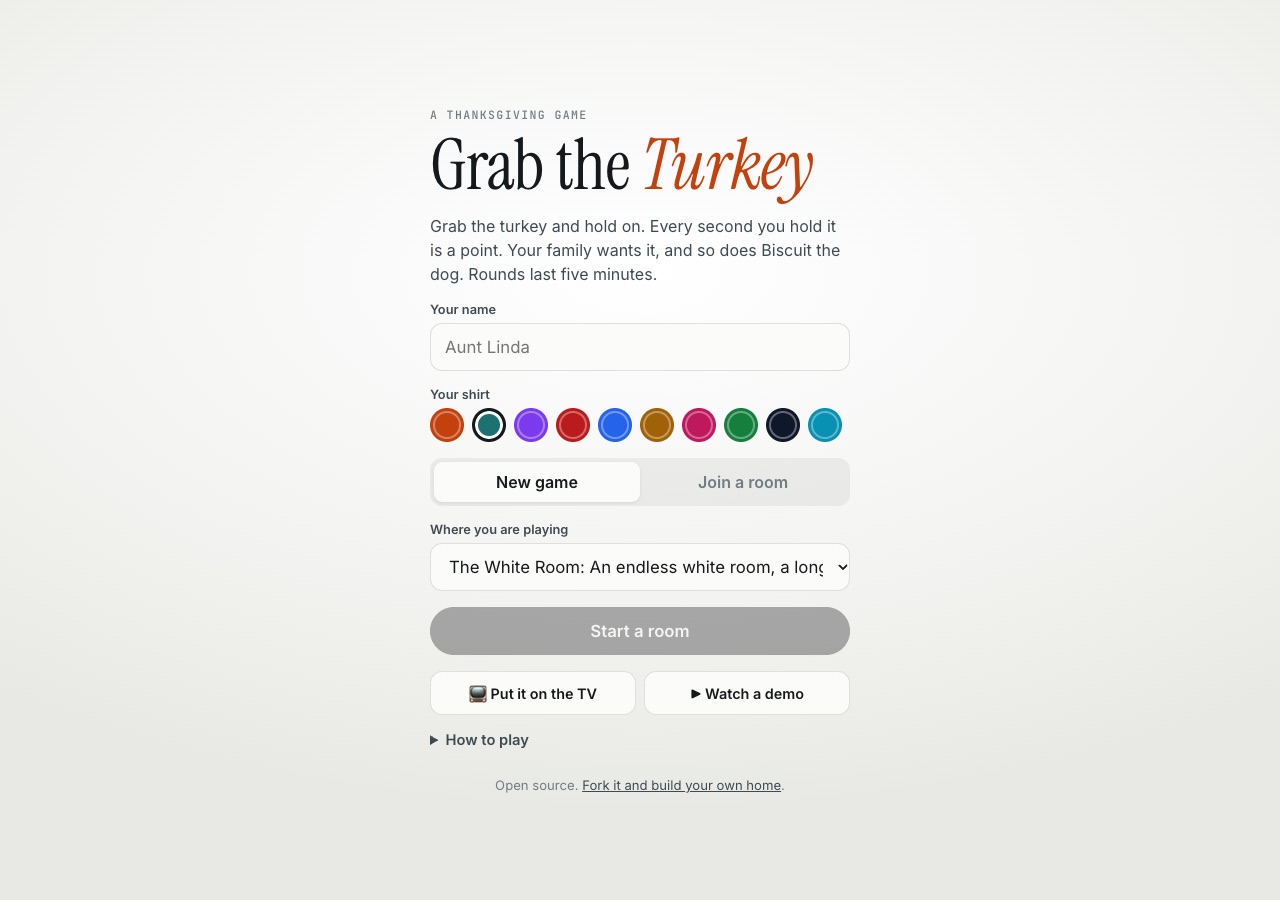 A THANKSGIVING GAME
Grab the Turkey
Grab the turkey and hold on. Every second you hold it
is a point. Your family wants it, and so does Biscuit the
dog. Rounds last five minutes.
Your name
Aunt Linda
Your shirt
New game
Join a room
Where you are playing
The White Room: An endless white room, a long
Start a room
Put it on the TV
Watch a demo
How to play
Open source. Fork it and build your own home.